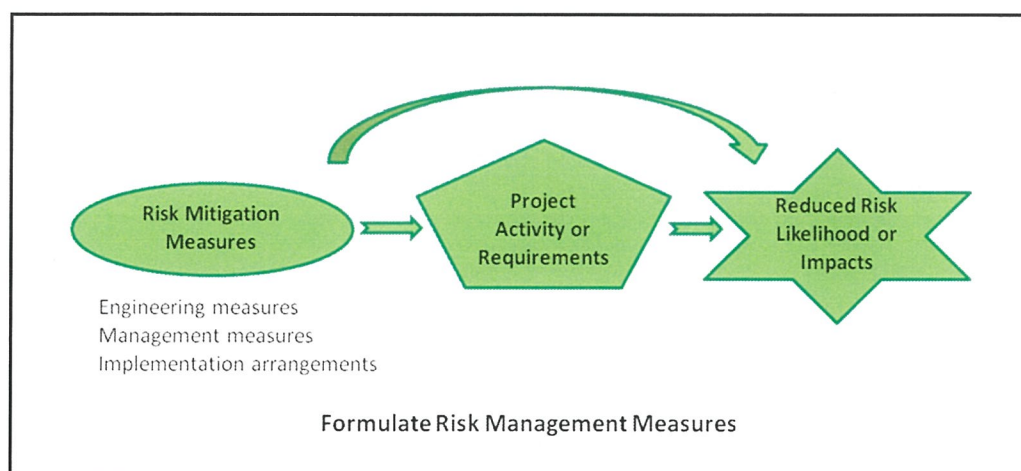 Risk Mitigation
Measures
Project
Activity or
Requirements
Reduced Risk
Likelihood or
Impacts
Engineering measures
Management measures
Implementation arrangements
Formulate Risk Management Measures